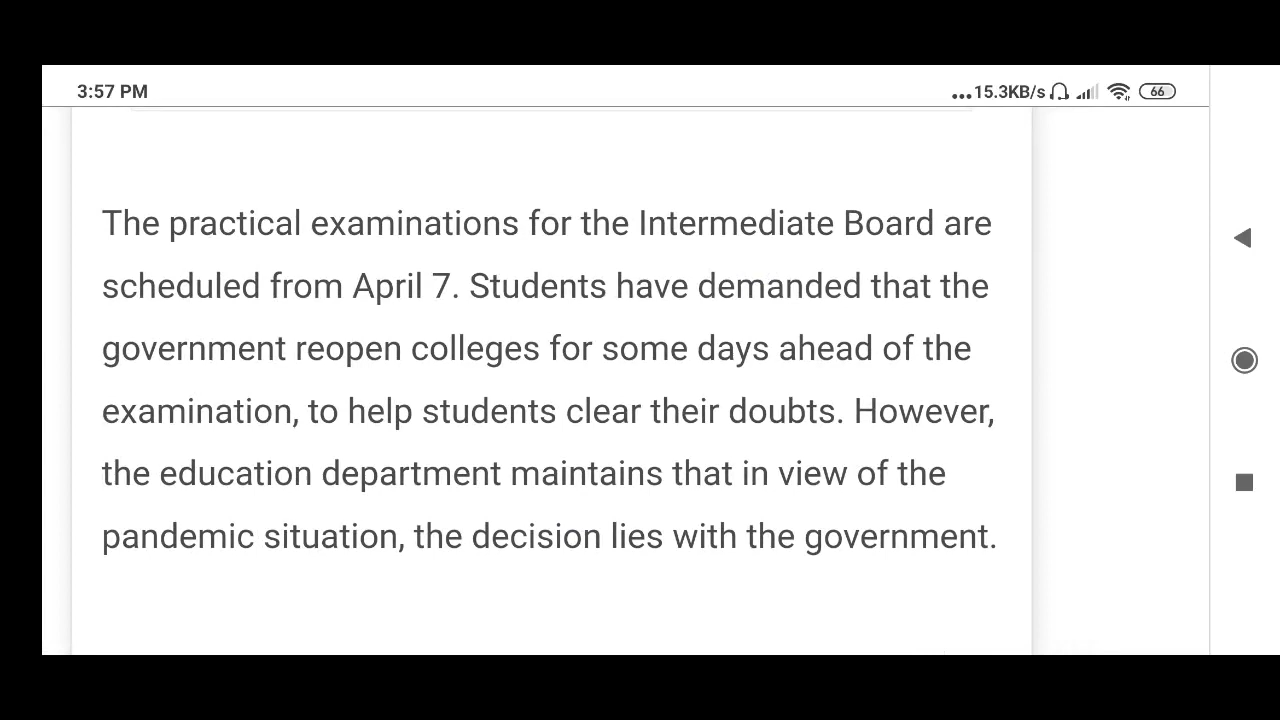 3:57 PM
...15.3KB/s 66
The practical examinations for the Intermediate Board are
scheduled from April 7. Students have demanded that the
government reopen colleges for some days ahead of the
examination, to help students clear their doubts. However,
the education department maintains that in view of the
pandemic situation, the decision lies with the government.